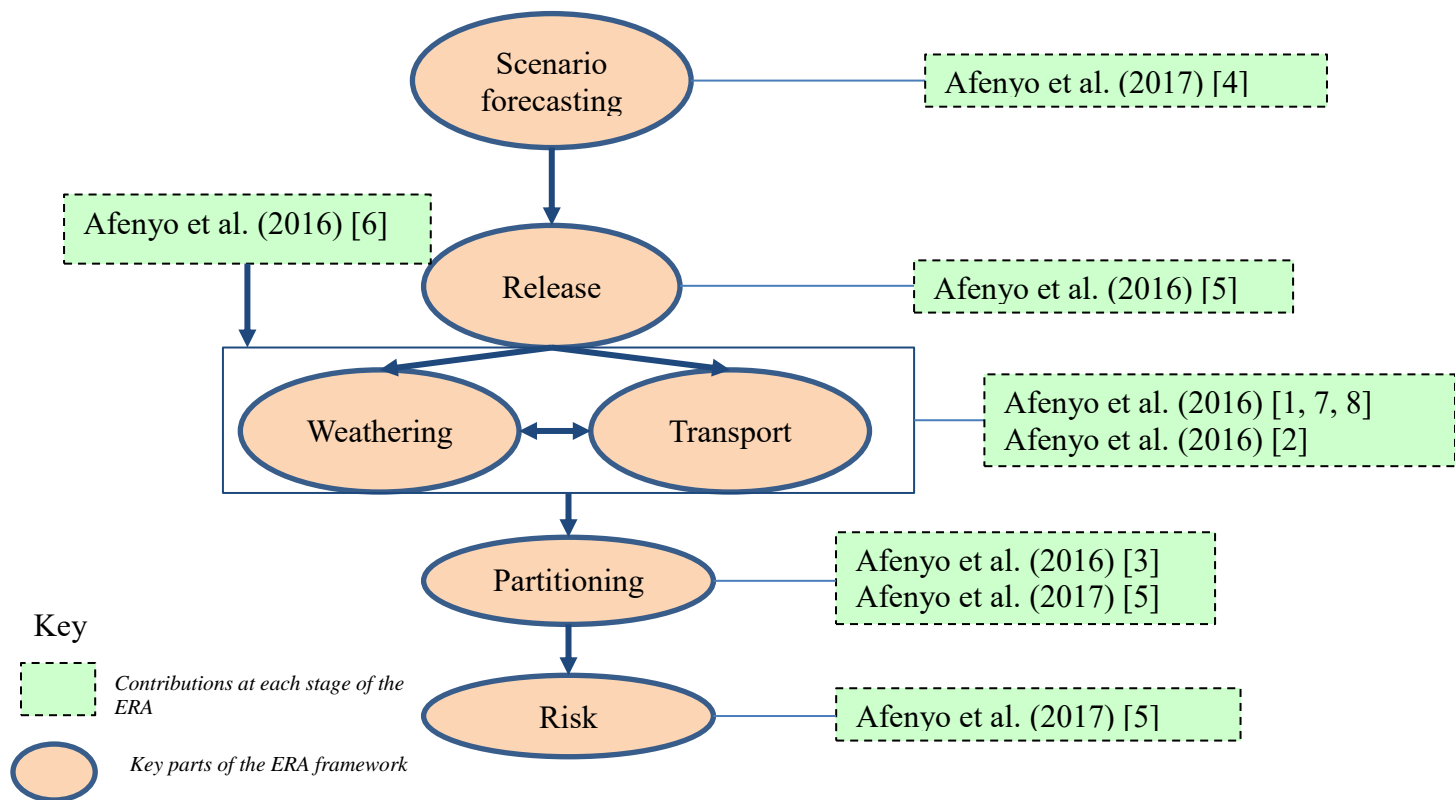 Scenario
forecasting
Afenyo et al. (2017) [4]
Afenyo et al. (2016) [6]
Release
Afenyo et al. (2016) [5]
Weathering
Transport
Afenyo et al. (2016) [1, 7, 8]
Afenyo et al. (2016) [2]
Partitioning
Afenyo et al. (2016) [3]
Afenyo et al. (2017) [5]
Risk
Afenyo et al. (2017) [5]
Key
Contributions at each stage of the
ERA
Key parts of the ERA framework